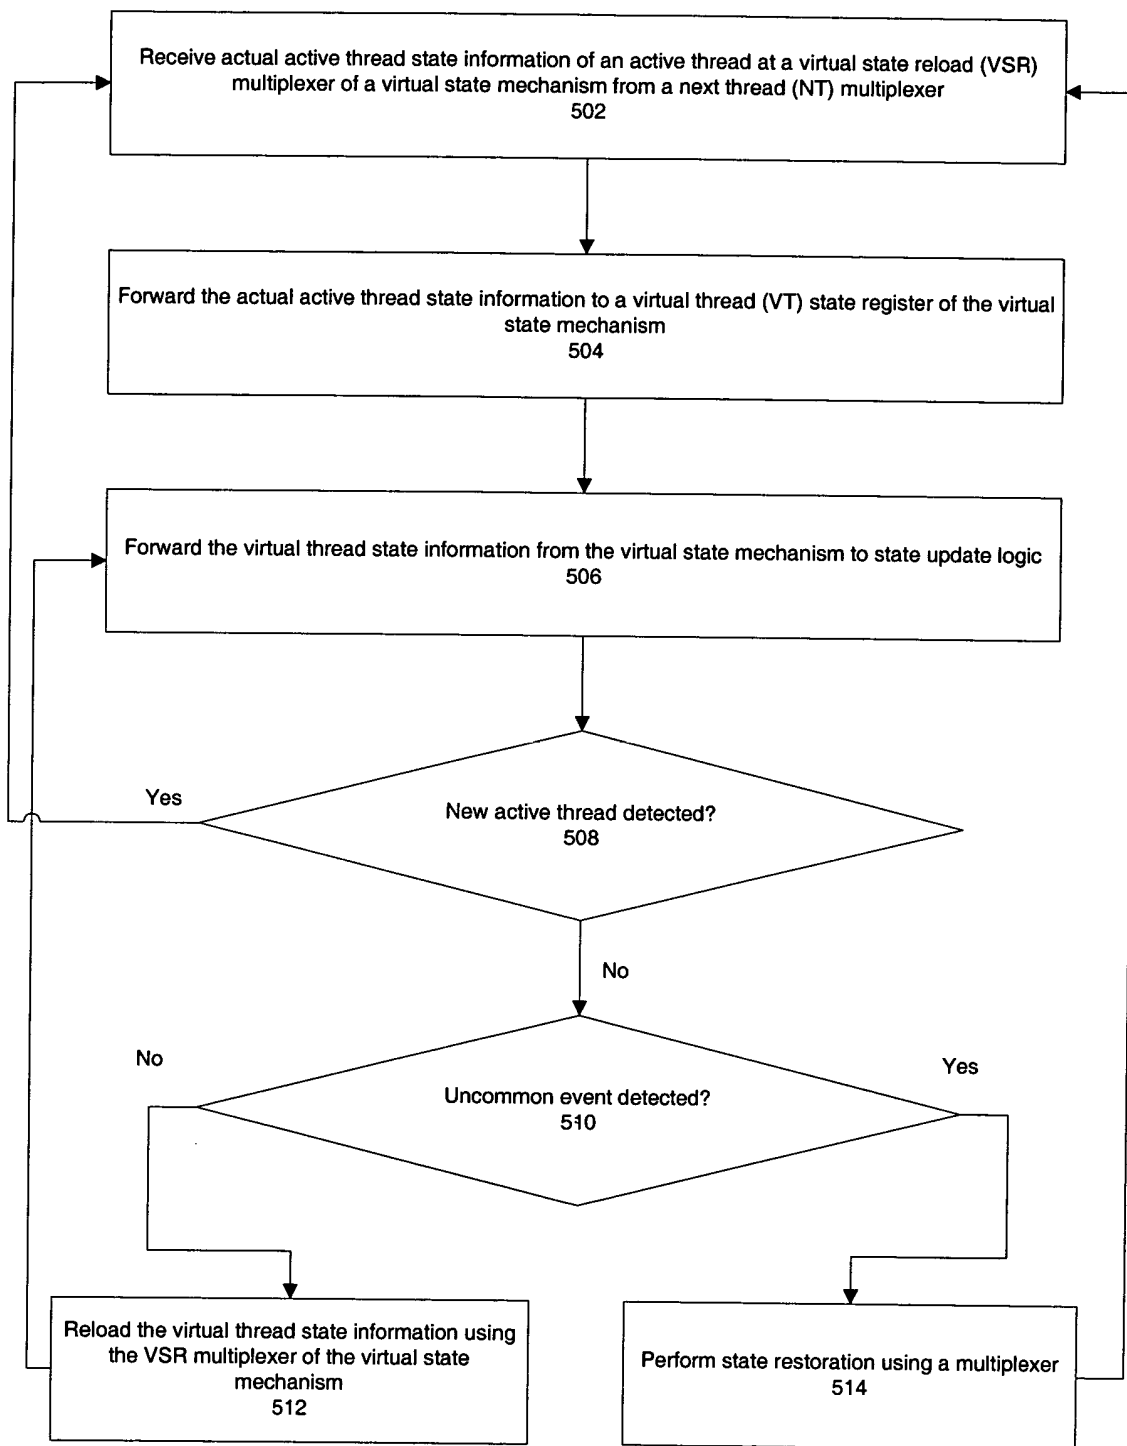 Receive actual active thread state information of an active thread at a virtual state reload (VSR)
multiplexer of a virtual state mechanism from a next thread (NT) multiplexer
502
Forward the actual active thread state information to a virtual thread (VT) state register of the virtual
state mechanism
504
Forward the virtual thread state information from the virtual state mechanism to state update logic
506
Yes
New active thread detected?
508
No
No
Yes
Uncommon event detected?
510
Reload the virtual thread state information using
the VSR multiplexer of the virtual state
mechanism
512
Perform state restoration using a multiplexer
514